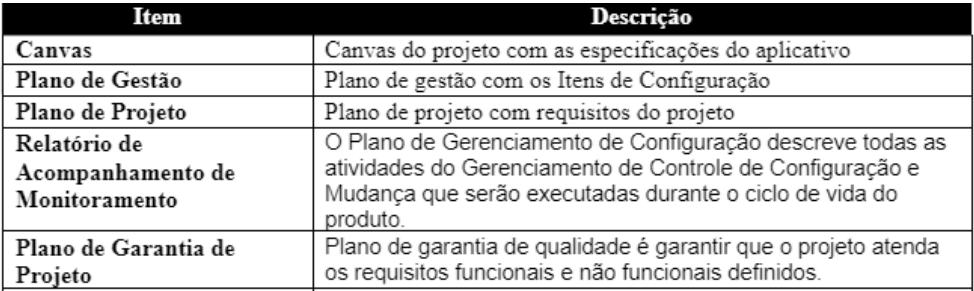 Item Descrição
Canvas Canvas do projeto com as especificações do aplicativo
Plano de Gestão Plano de gestão com os Itens de Configuração
Plano de Projeto Plano de projeto com requisitos do projeto
Relatório de Acompanhamento de Monitoramento
O Plano de Gerenciamento de Configuração descreve todas as
atividades do Gerenciamento de Controle de Configuração e
Mudança que serão executadas durante o ciclo de vida do
produto.
Plano de Garantia de Projeto
Plano de garantia de qualidade é garantir que o projeto atenda
os requisitos funcionais e não funcionais definidos.